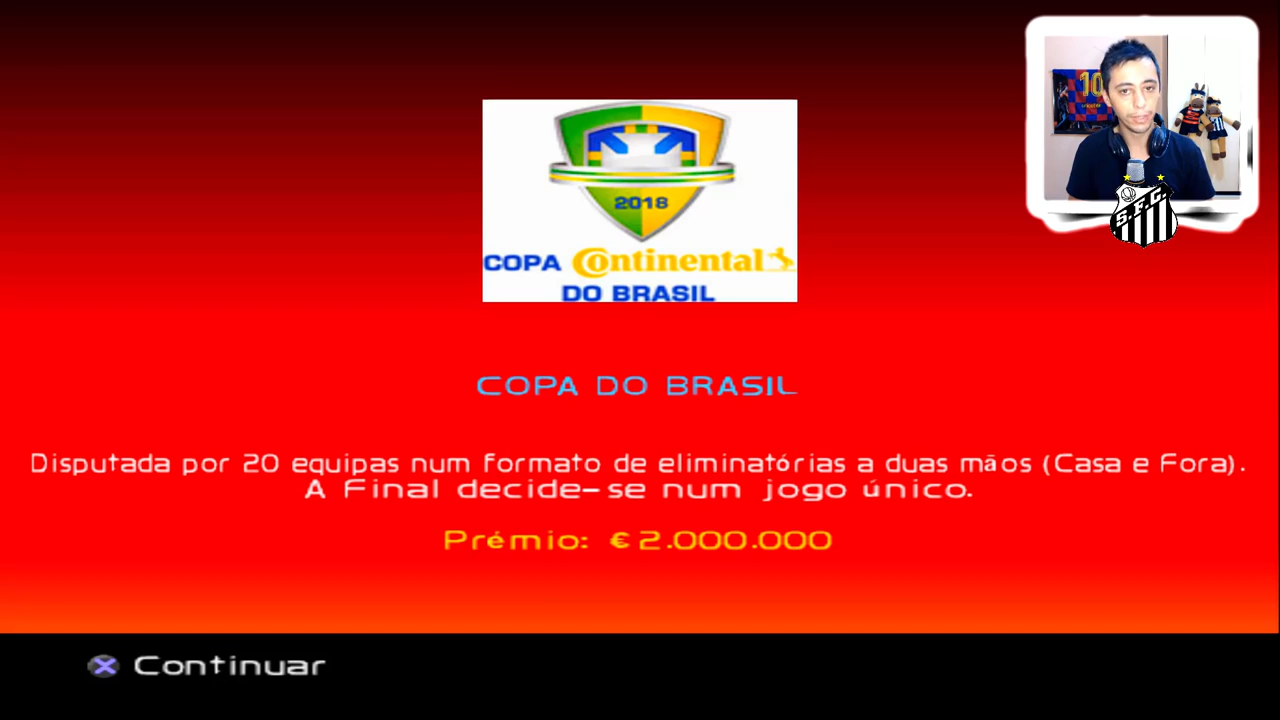 10
S.F.C.
2018
COPA Continental
DO BRASIL
COPA DO BRASIL
Disputada por 20 equipas num formato de eliminatórias a duas mãos (Casa e Fora).
A Final decide-se num jogo único.
Prémio: €2.000.000
Continuar